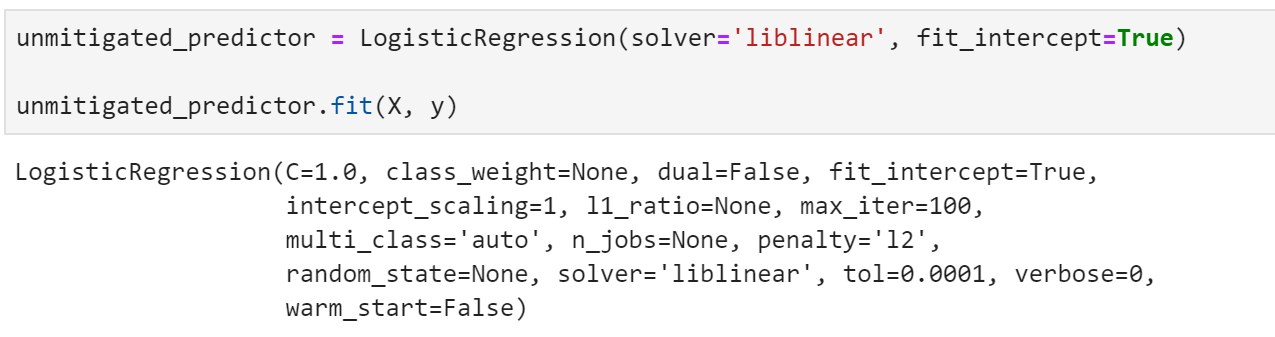 unmitigated_predictor = LogisticRegression(solver='liblinear', fit_intercept=True)
unmitigated_predictor.fit(X, y)
LogisticRegression(C=1.0, class_weight=None, dual=False, fit_intercept=True,
intercept_scaling=1, l1_ratio=None, max_iter=100,
multi_class='auto', n_jobs=None, penalty='l2',
random_state=None, solver='liblinear', tol=0.0001, verbose=0,
warm_start=False)